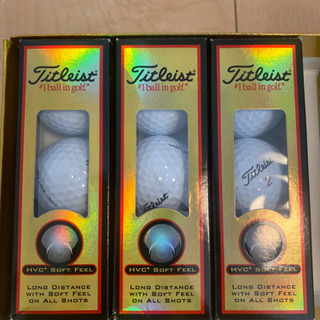 Titleist
#1 ball in golf.
HVC® SOFT FEEL
LONG DISTANCE
WITH SOFT FEEL
ON ALL SHOTS
Titleist
#1 ball in golf.
Titleist
HVC® SOFT FEEL
LONG DISTANCE
WITH SOFT FEEL
ON ALL SHOTS
Titleist
#1 ball in golf.
Titleist
2
HVC® SOFT FEEL
LONG DISTANCE
WITH SOFT FEEL
ON ALL SHOTS